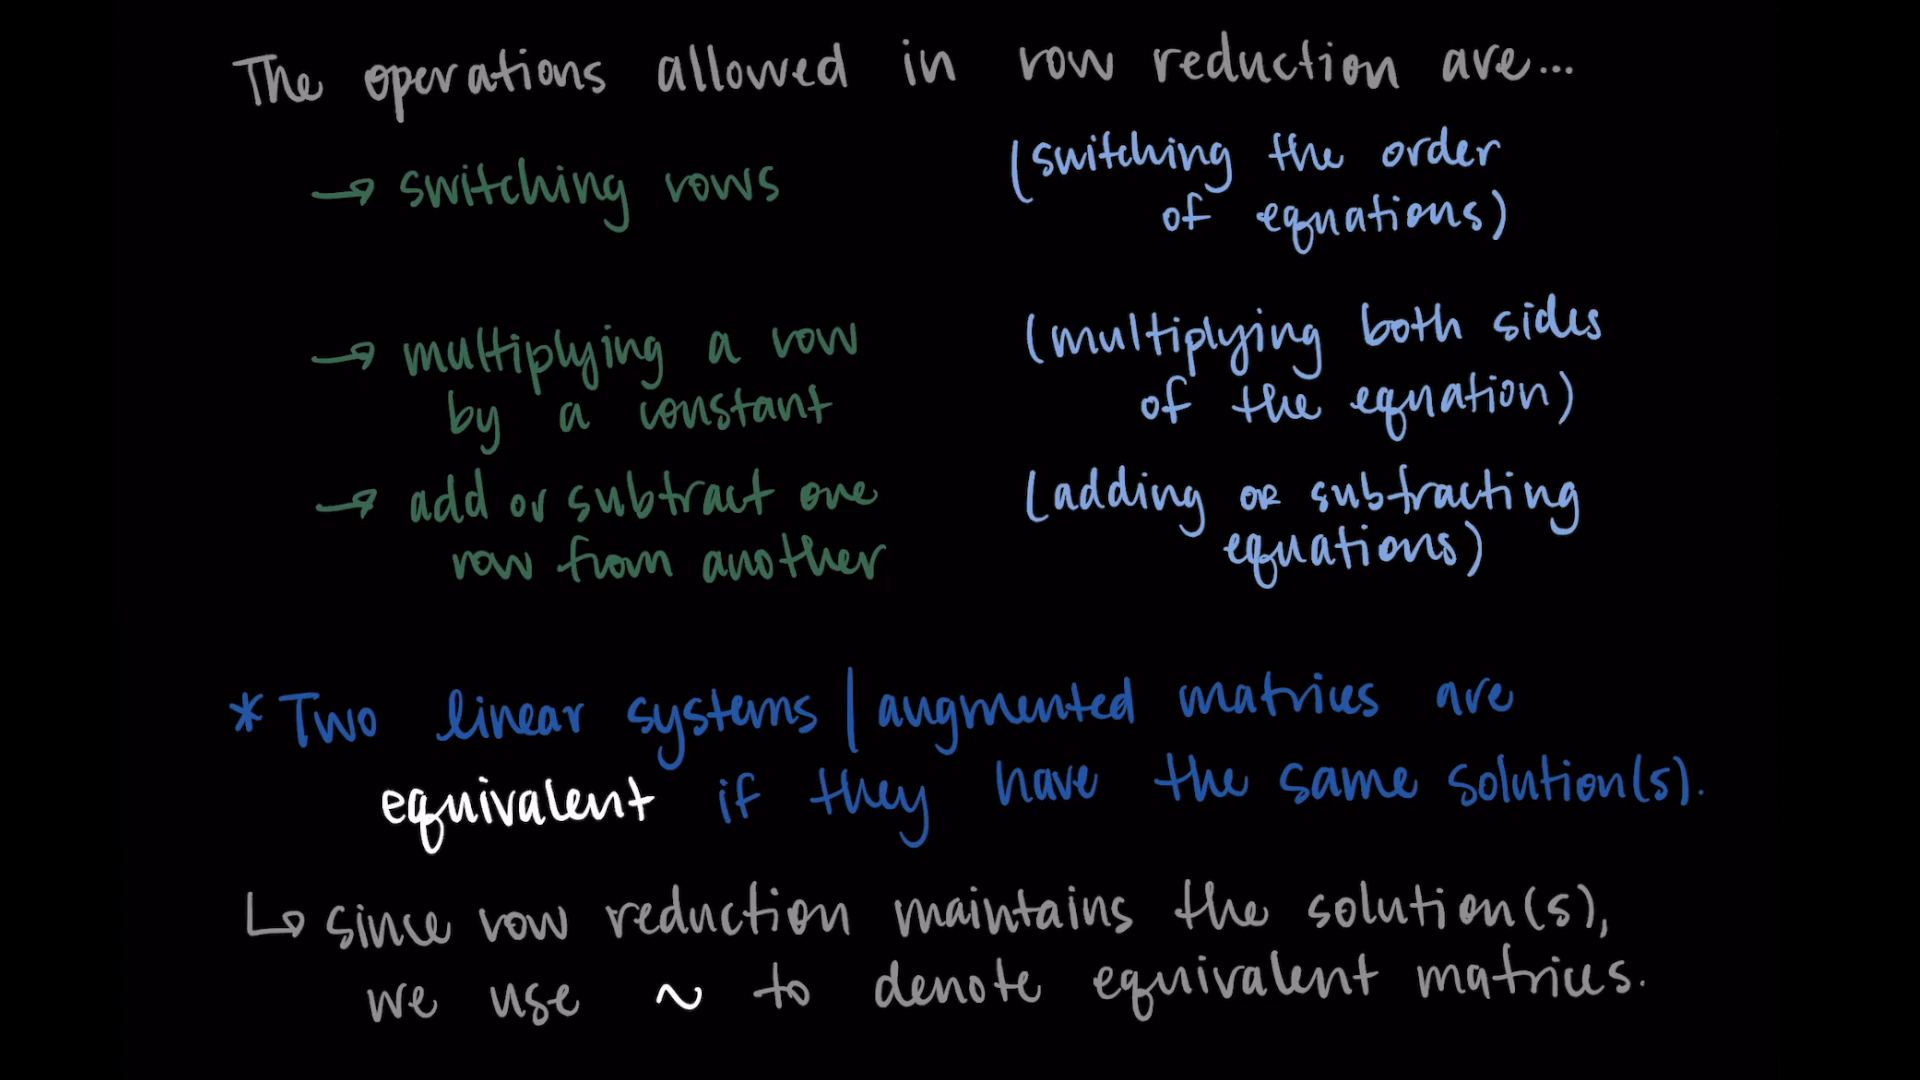 The operations allowed in row reduction are...
→ switching rows
(switching the order
of equations)
→ multiplying a row
by a constant
(multiplying both sides
of the equation)
→ add or subtract one
row from another
(adding OR subtracting
equations)
* Two linear systems | augmented matrices are
equivalent if they have the same solution(s).
↳ since row reduction maintains the solution(s),
we use ~ to denote equivalent matrices.